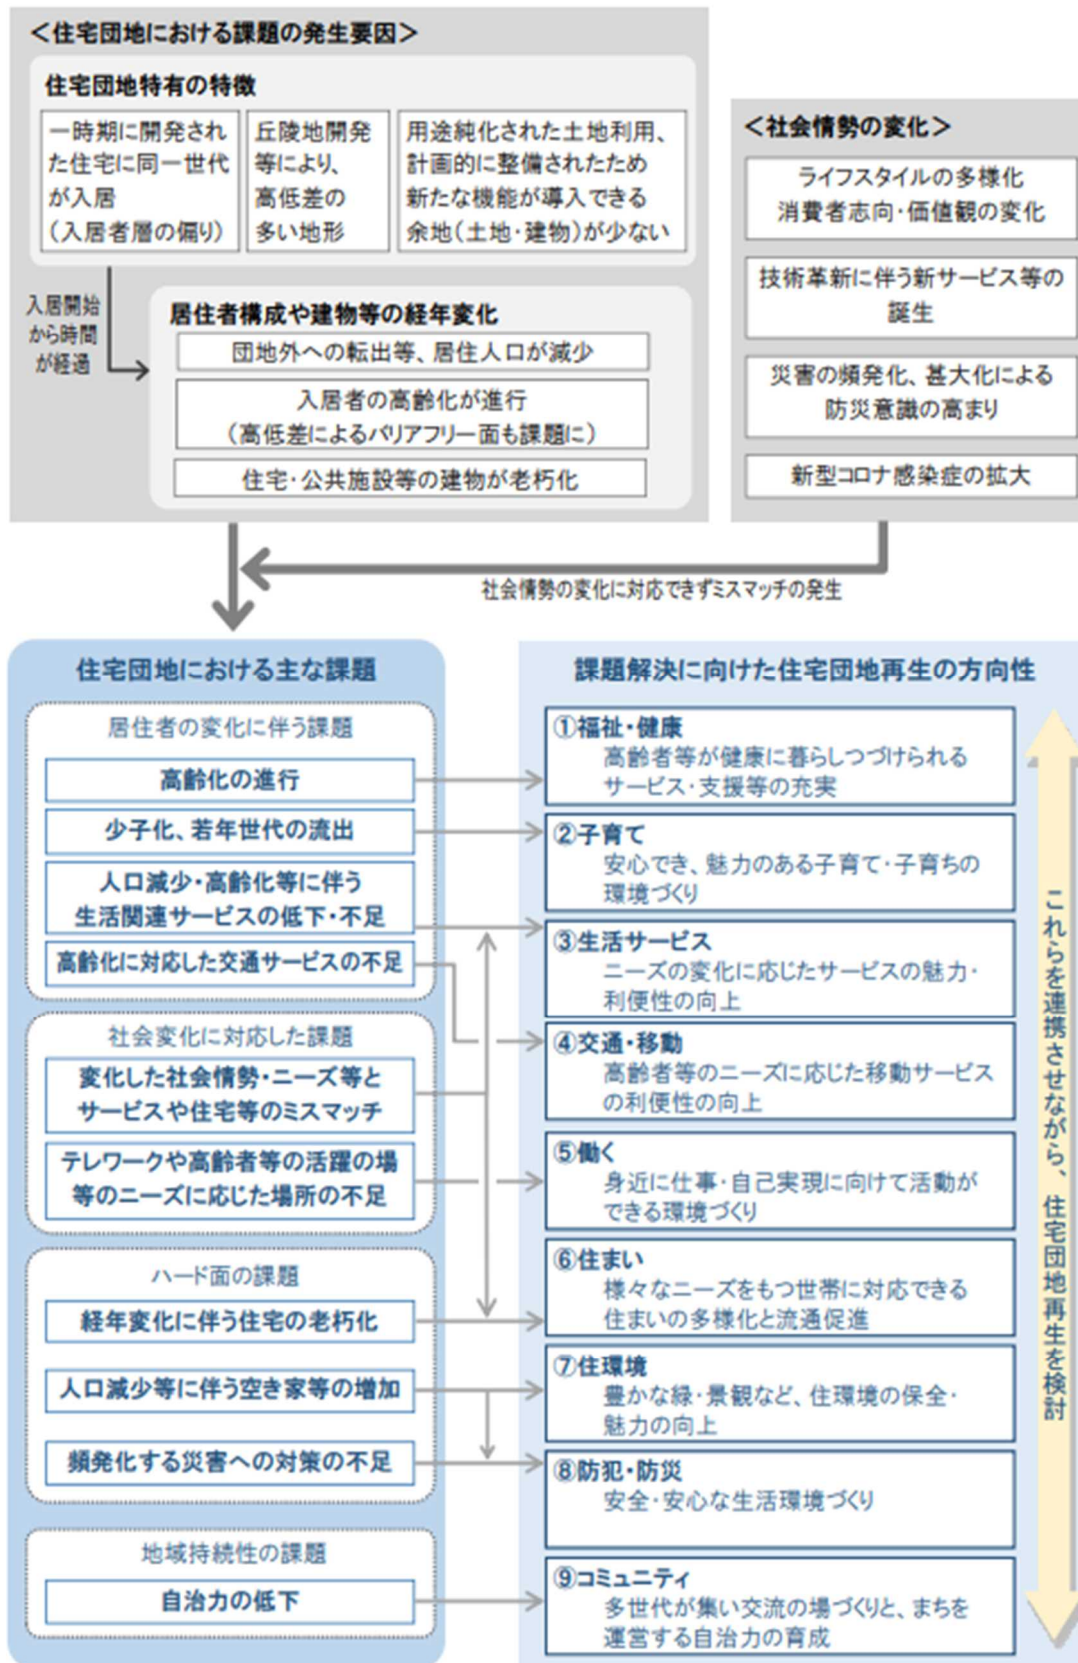 ＜住宅団地における課題の発生要因＞
住宅団地特有の特徴
一時期に開発され
た住宅に同一世代
が入居
（入居者層の偏り）
丘陵地開発
等により、
高低差の
多い地形
用途純化された土地利用、
計画的に整備されたため
新たな機能が導入できる
余地（土地・建物）が少ない
入居開始
から時間
が経過
居住者構成や建物等の経年変化
団地外への転出等、居住人口が減少
入居者の高齢化が進行
（高低差によるバリアフリー面も課題に）
住宅・公共施設等の建物が老朽化
＜社会情勢の変化＞
ライフスタイルの多様化
消費者志向・価値観の変化
技術革新に伴う新サービス等の
誕生
災害の頻発化、甚大化による
防災意識の高まり
新型コロナ感染症の拡大
社会情勢の変化に対応できずミスマッチの発生
住宅団地における主な課題
居住者の変化に伴う課題
高齢化の進行
少子化、若年世代の流出
人口減少・高齢化等に伴う
生活関連サービスの低下・不足
高齢化に対応した交通サービスの不足
社会変化に対応した課題
変化した社会情勢・ニーズ等と
サービスや住宅等のミスマッチ
テレワークや高齢者等の活躍の場
等のニーズに応じた場所の不足
ハード面の課題
経年変化に伴う住宅の老朽化
人口減少等に伴う空き家等の増加
頻発化する災害への対策の不足
地域持続性の課題
自治力の低下
課題解決に向けた住宅団地再生の方向性
①福祉・健康
高齢者等が健康に暮らしつづけられる
サービス・支援等の充実
②子育て
安心でき、魅力のある子育て・子育ちの
環境づくり
③生活サービス
ニーズの変化に応じたサービスの魅力・
利便性の向上
④交通・移動
高齢者等のニーズに応じた移動サービス
の利便性の向上
⑤働く
身近に仕事・自己実現に向けて活動が
できる環境づくり
⑥住まい
様々なニーズをもつ世帯に対応できる
住まいの多様化と流通促進
⑦住環境
豊かな緑・景観など、住環境の保全・
魅力の向上
⑧防犯・防災
安全・安心な生活環境づくり
⑨コミュニティ
多世代が集い交流の場づくりと、まちを
運営する自治力の育成
これらを連携させながら、住宅団地再生を検討